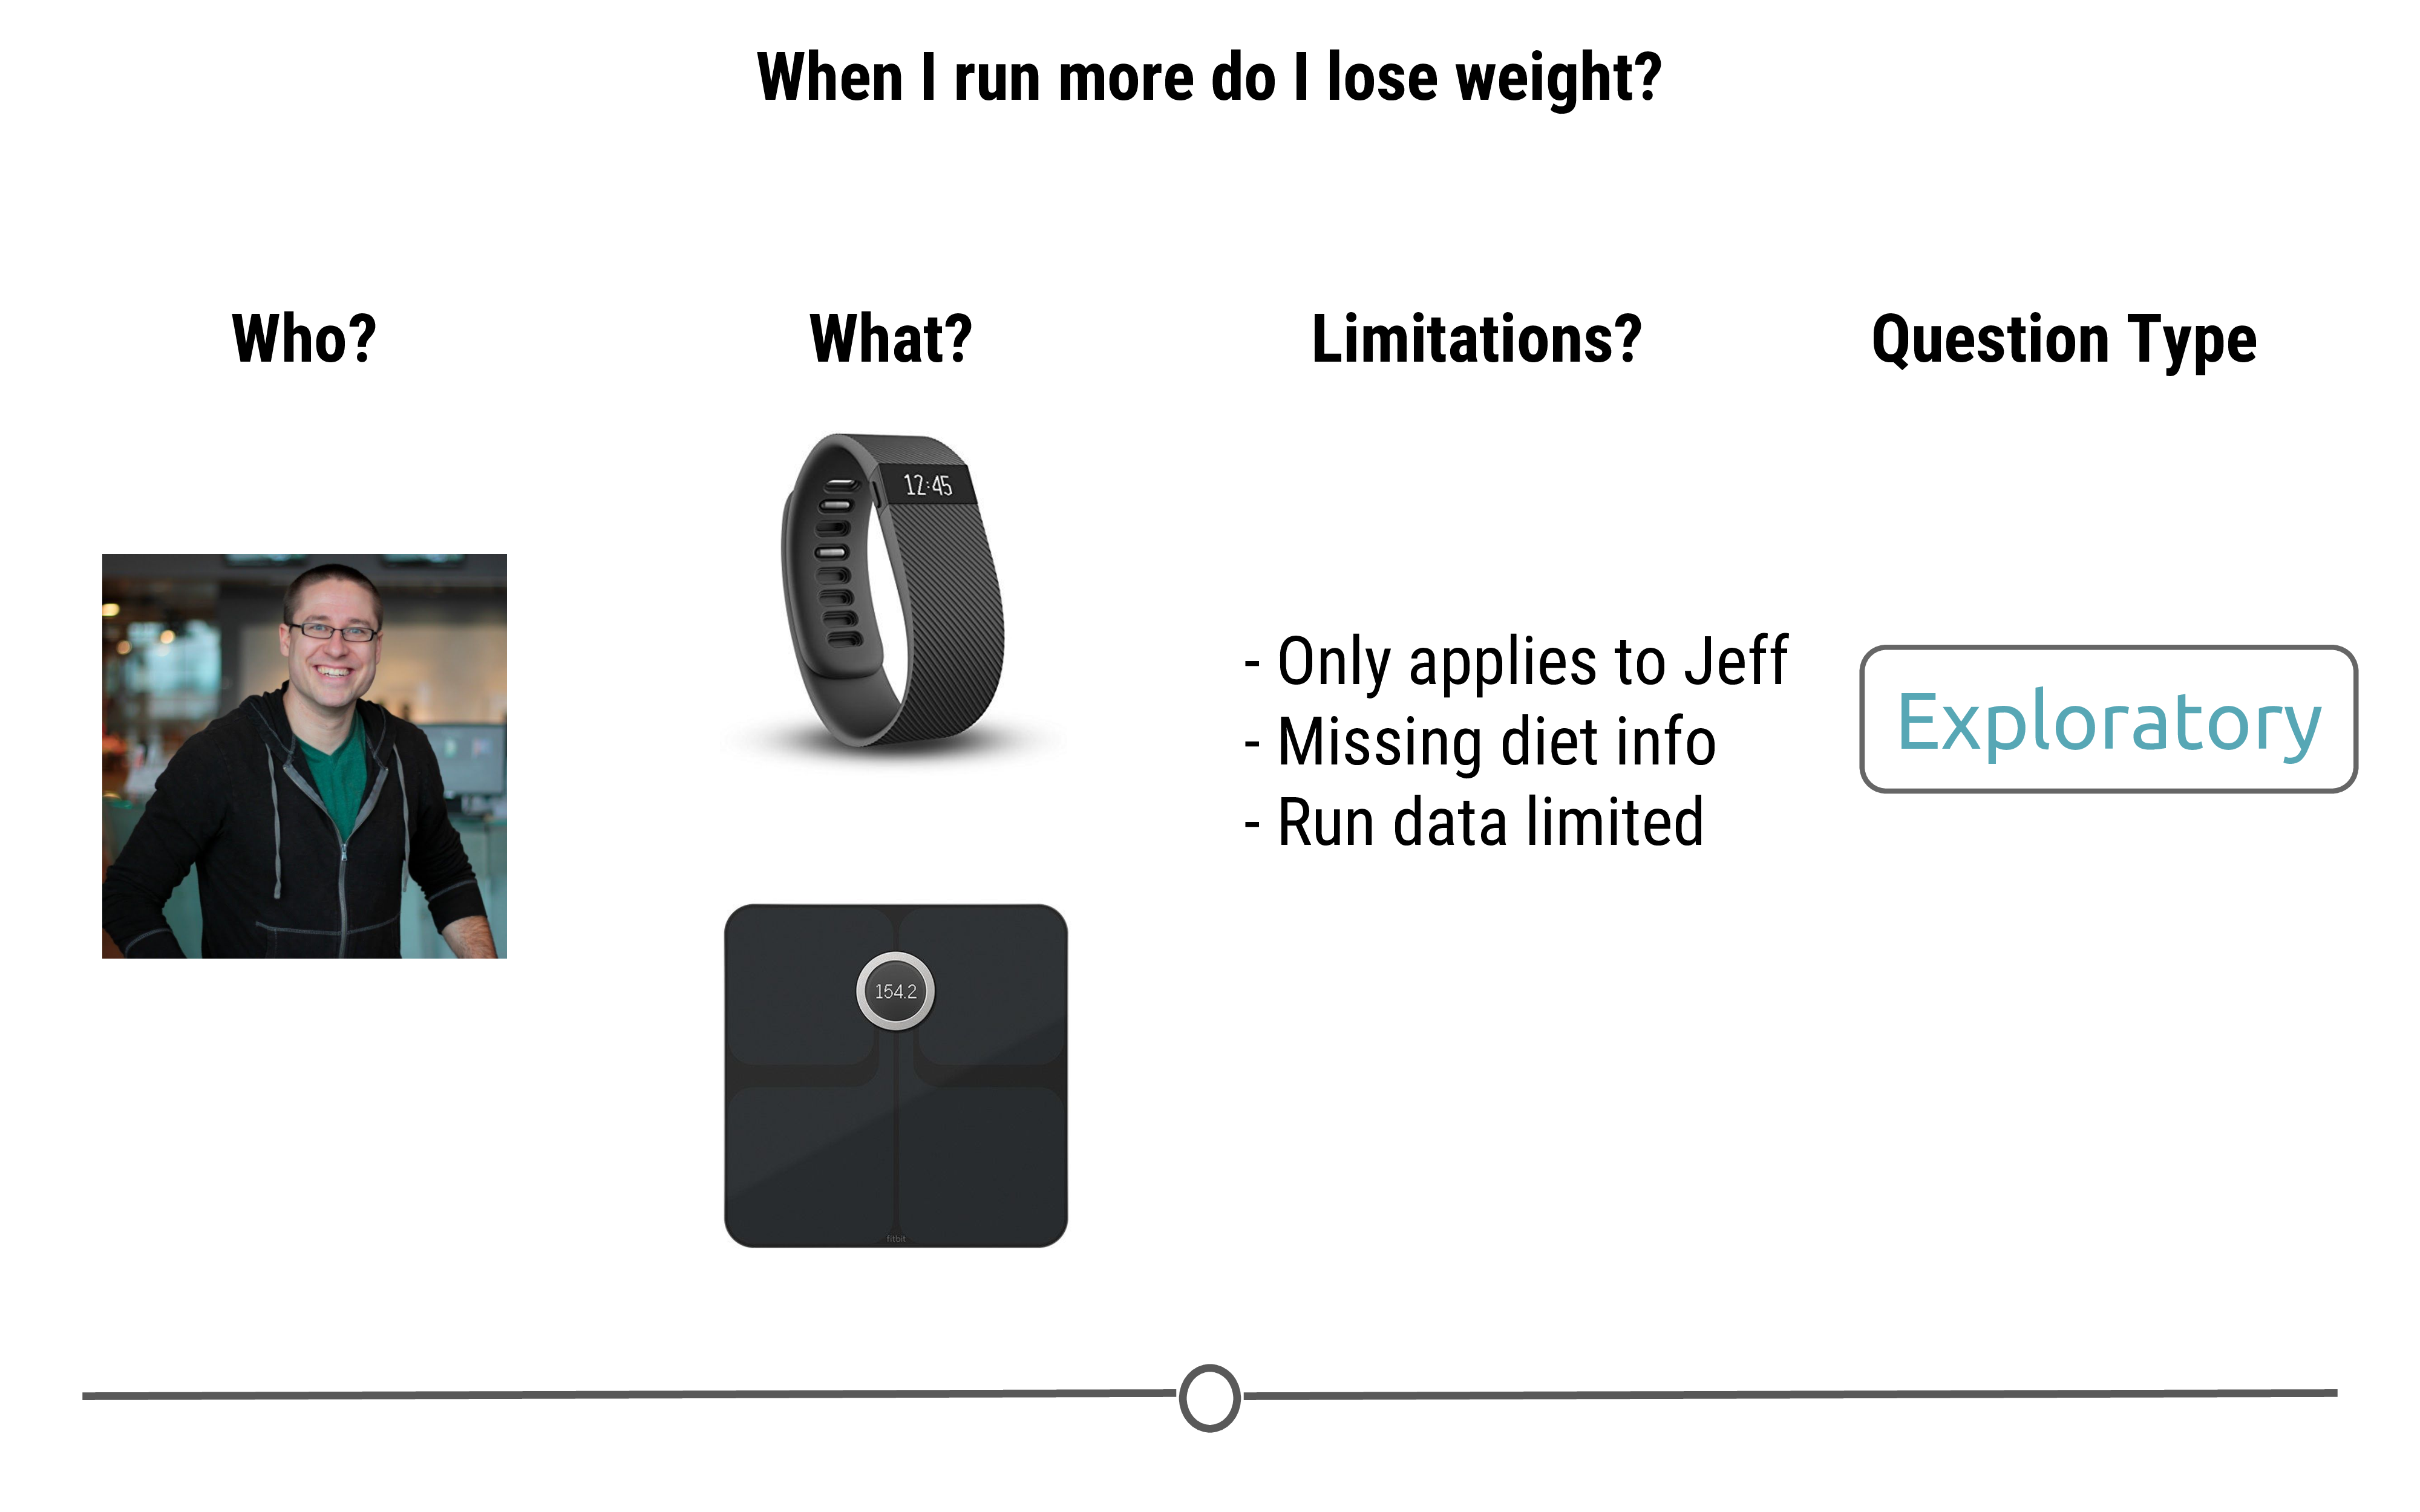 When I run more do I lose weight?
Who?
What?
Limitations?
Question Type
12:45
- Only applies to Jeff
- Missing diet info
- Run data limited
Exploratory
154.2
fitbit